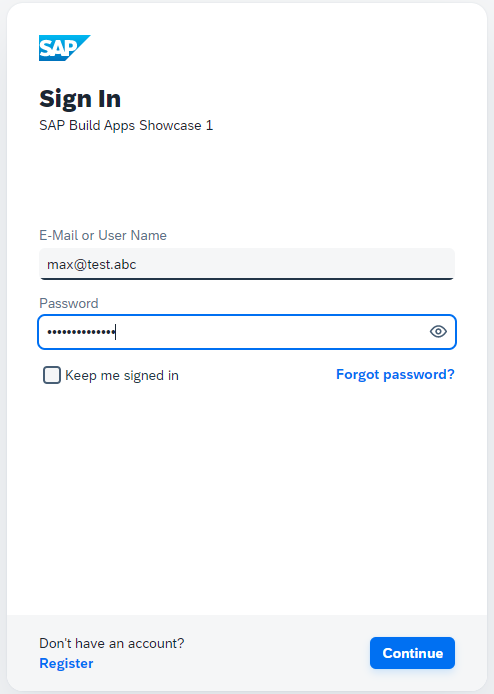 SAP
Sign In
SAP Build Apps Showcase 1
E-Mail or User Name
max@test.abc
Password
••••••••••••••
Keep me signed in
Forgot password?
Don't have an account?
Register
Continue